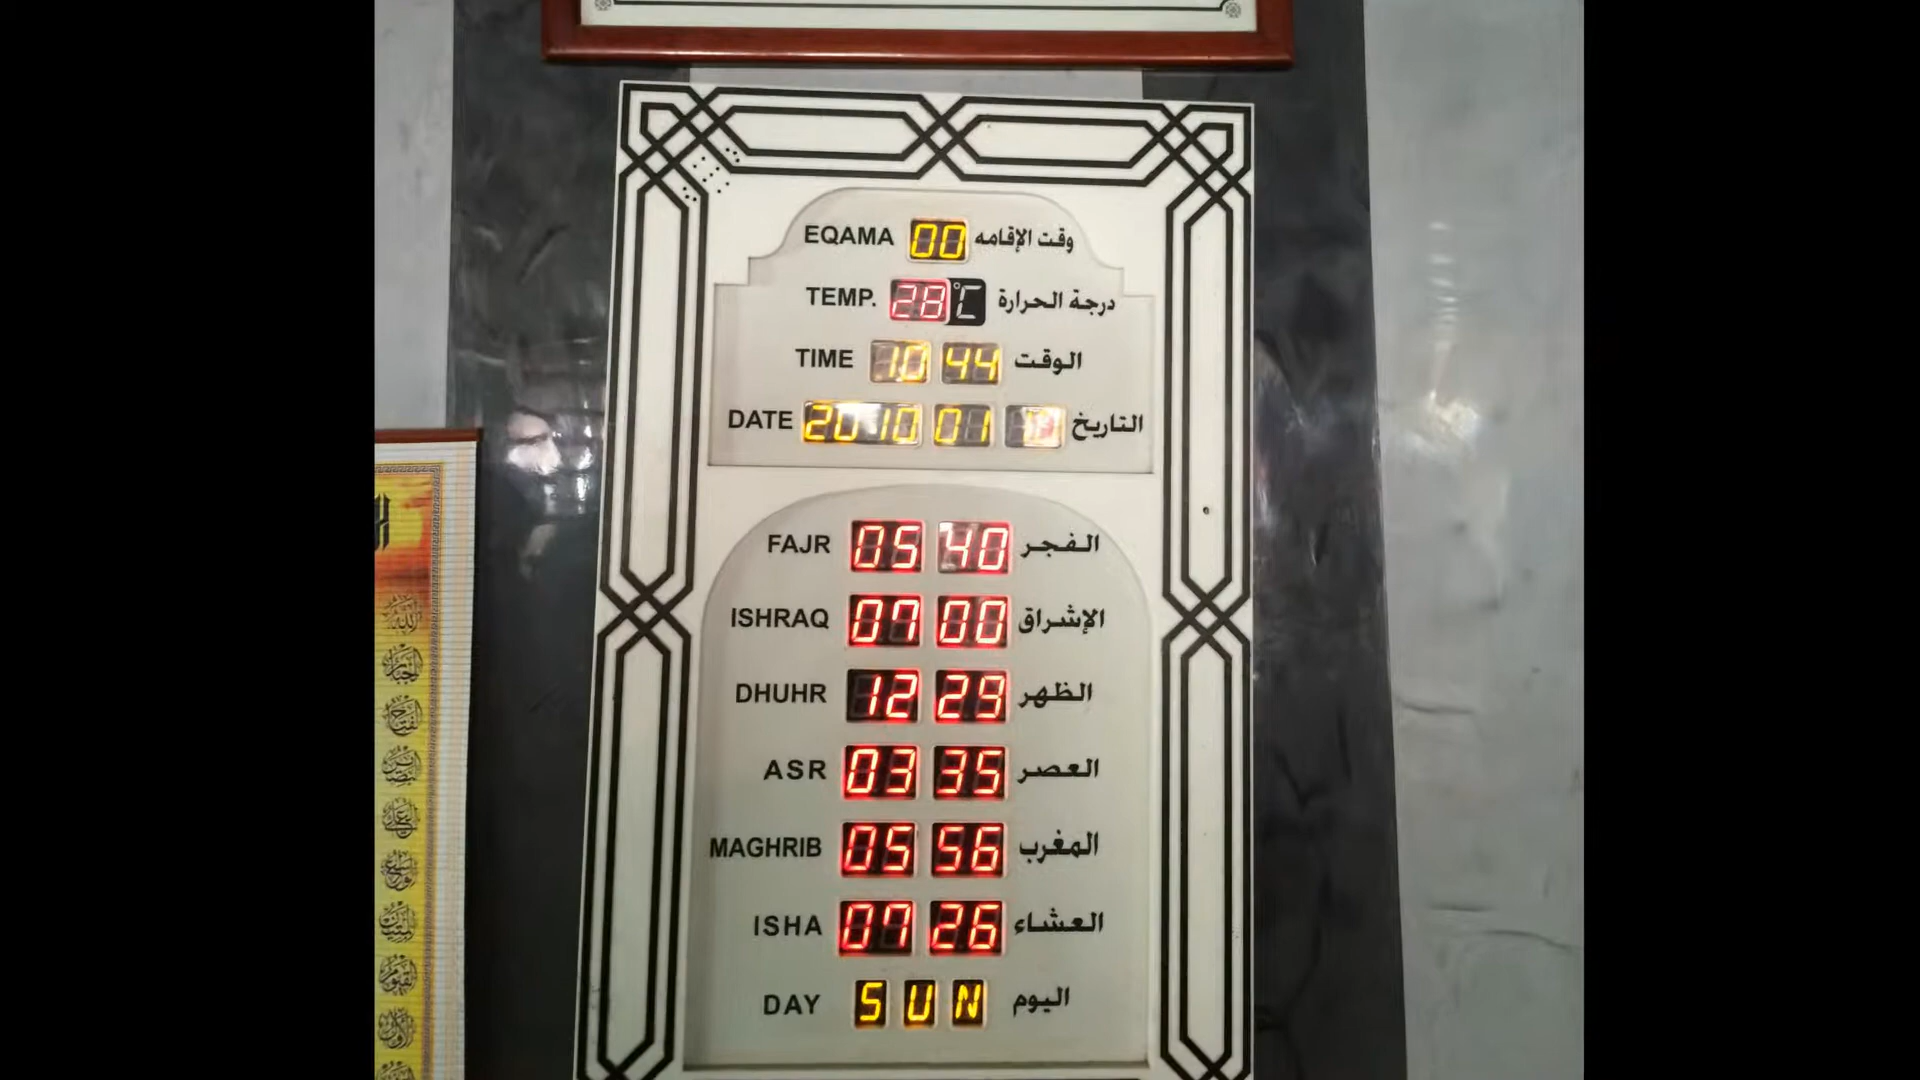 EQAMA 00 وقت الإقامه
TEMP. 28 °C درجة الحرارة
TIME 10 44 الوقت
DATE 2010 01 التاريخ
FAJR 05 40 الفجر
ISHRAQ 07 00 الإشراق
DHUHR 12 29 الظهر
ASR 03 35 العصر
MAGHRIB 05 56 المغرب
ISHA 07 26 العشاء
DAY SUN اليوم